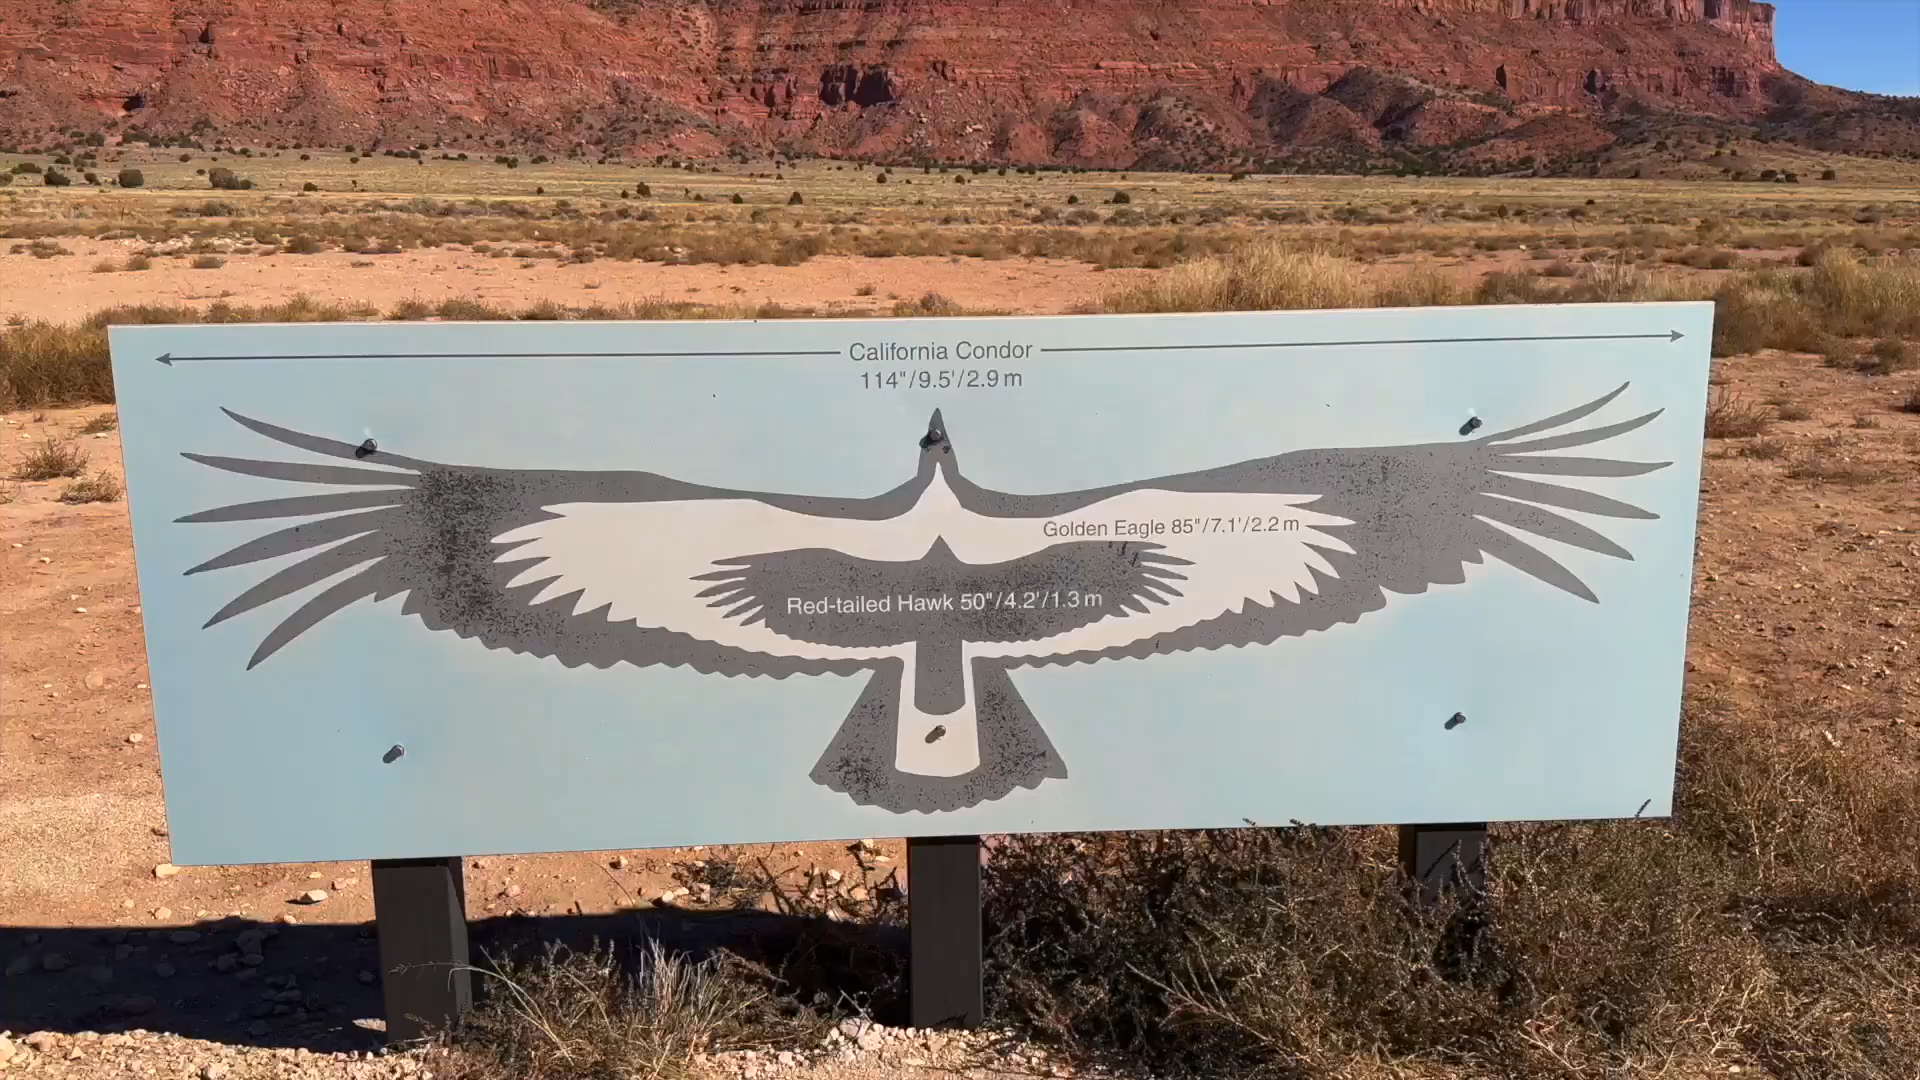 California Condor
114"/9.5'/2.9 m
Golden Eagle 85"/7.1'/2.2 m
Red-tailed Hawk 50"/4.2'/1.3 m